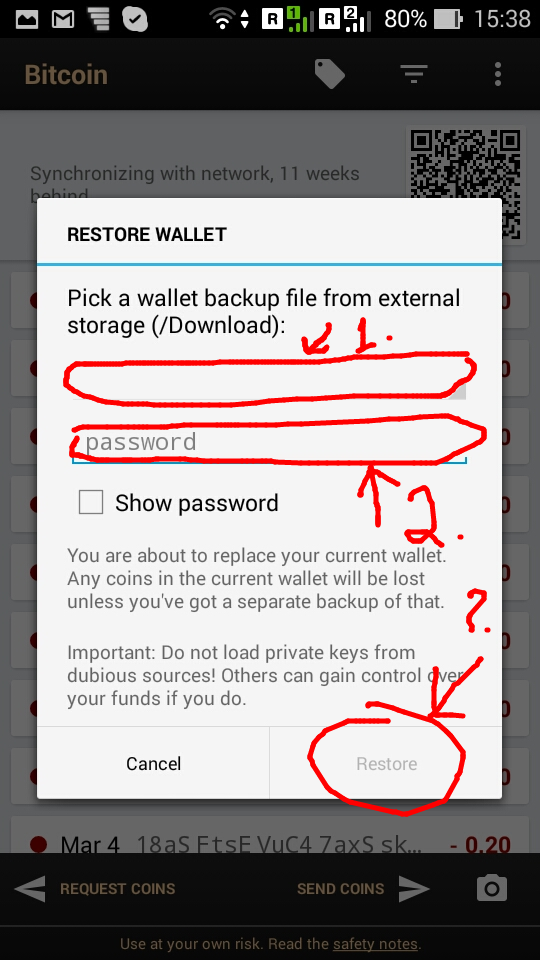 R 1 R 2 80% 15:38
Bitcoin
Synchronizing with network, 11 weeks
behind
RESTORE WALLET
Pick a wallet backup file from external
storage (/Download):
1.
password
Show password
2.
You are about to replace your current wallet.
Any coins in the current wallet will be lost
unless you've got a separate backup of that.
?
Important: Do not load private keys from
dubious sources! Others can gain control over
your funds if you do.
Cancel Restore
Mar 4 18aS FtsE VuC4 7axS sk... - 0.20
REQUEST COINS SEND COINS
Use at your own risk. Read the safety notes.